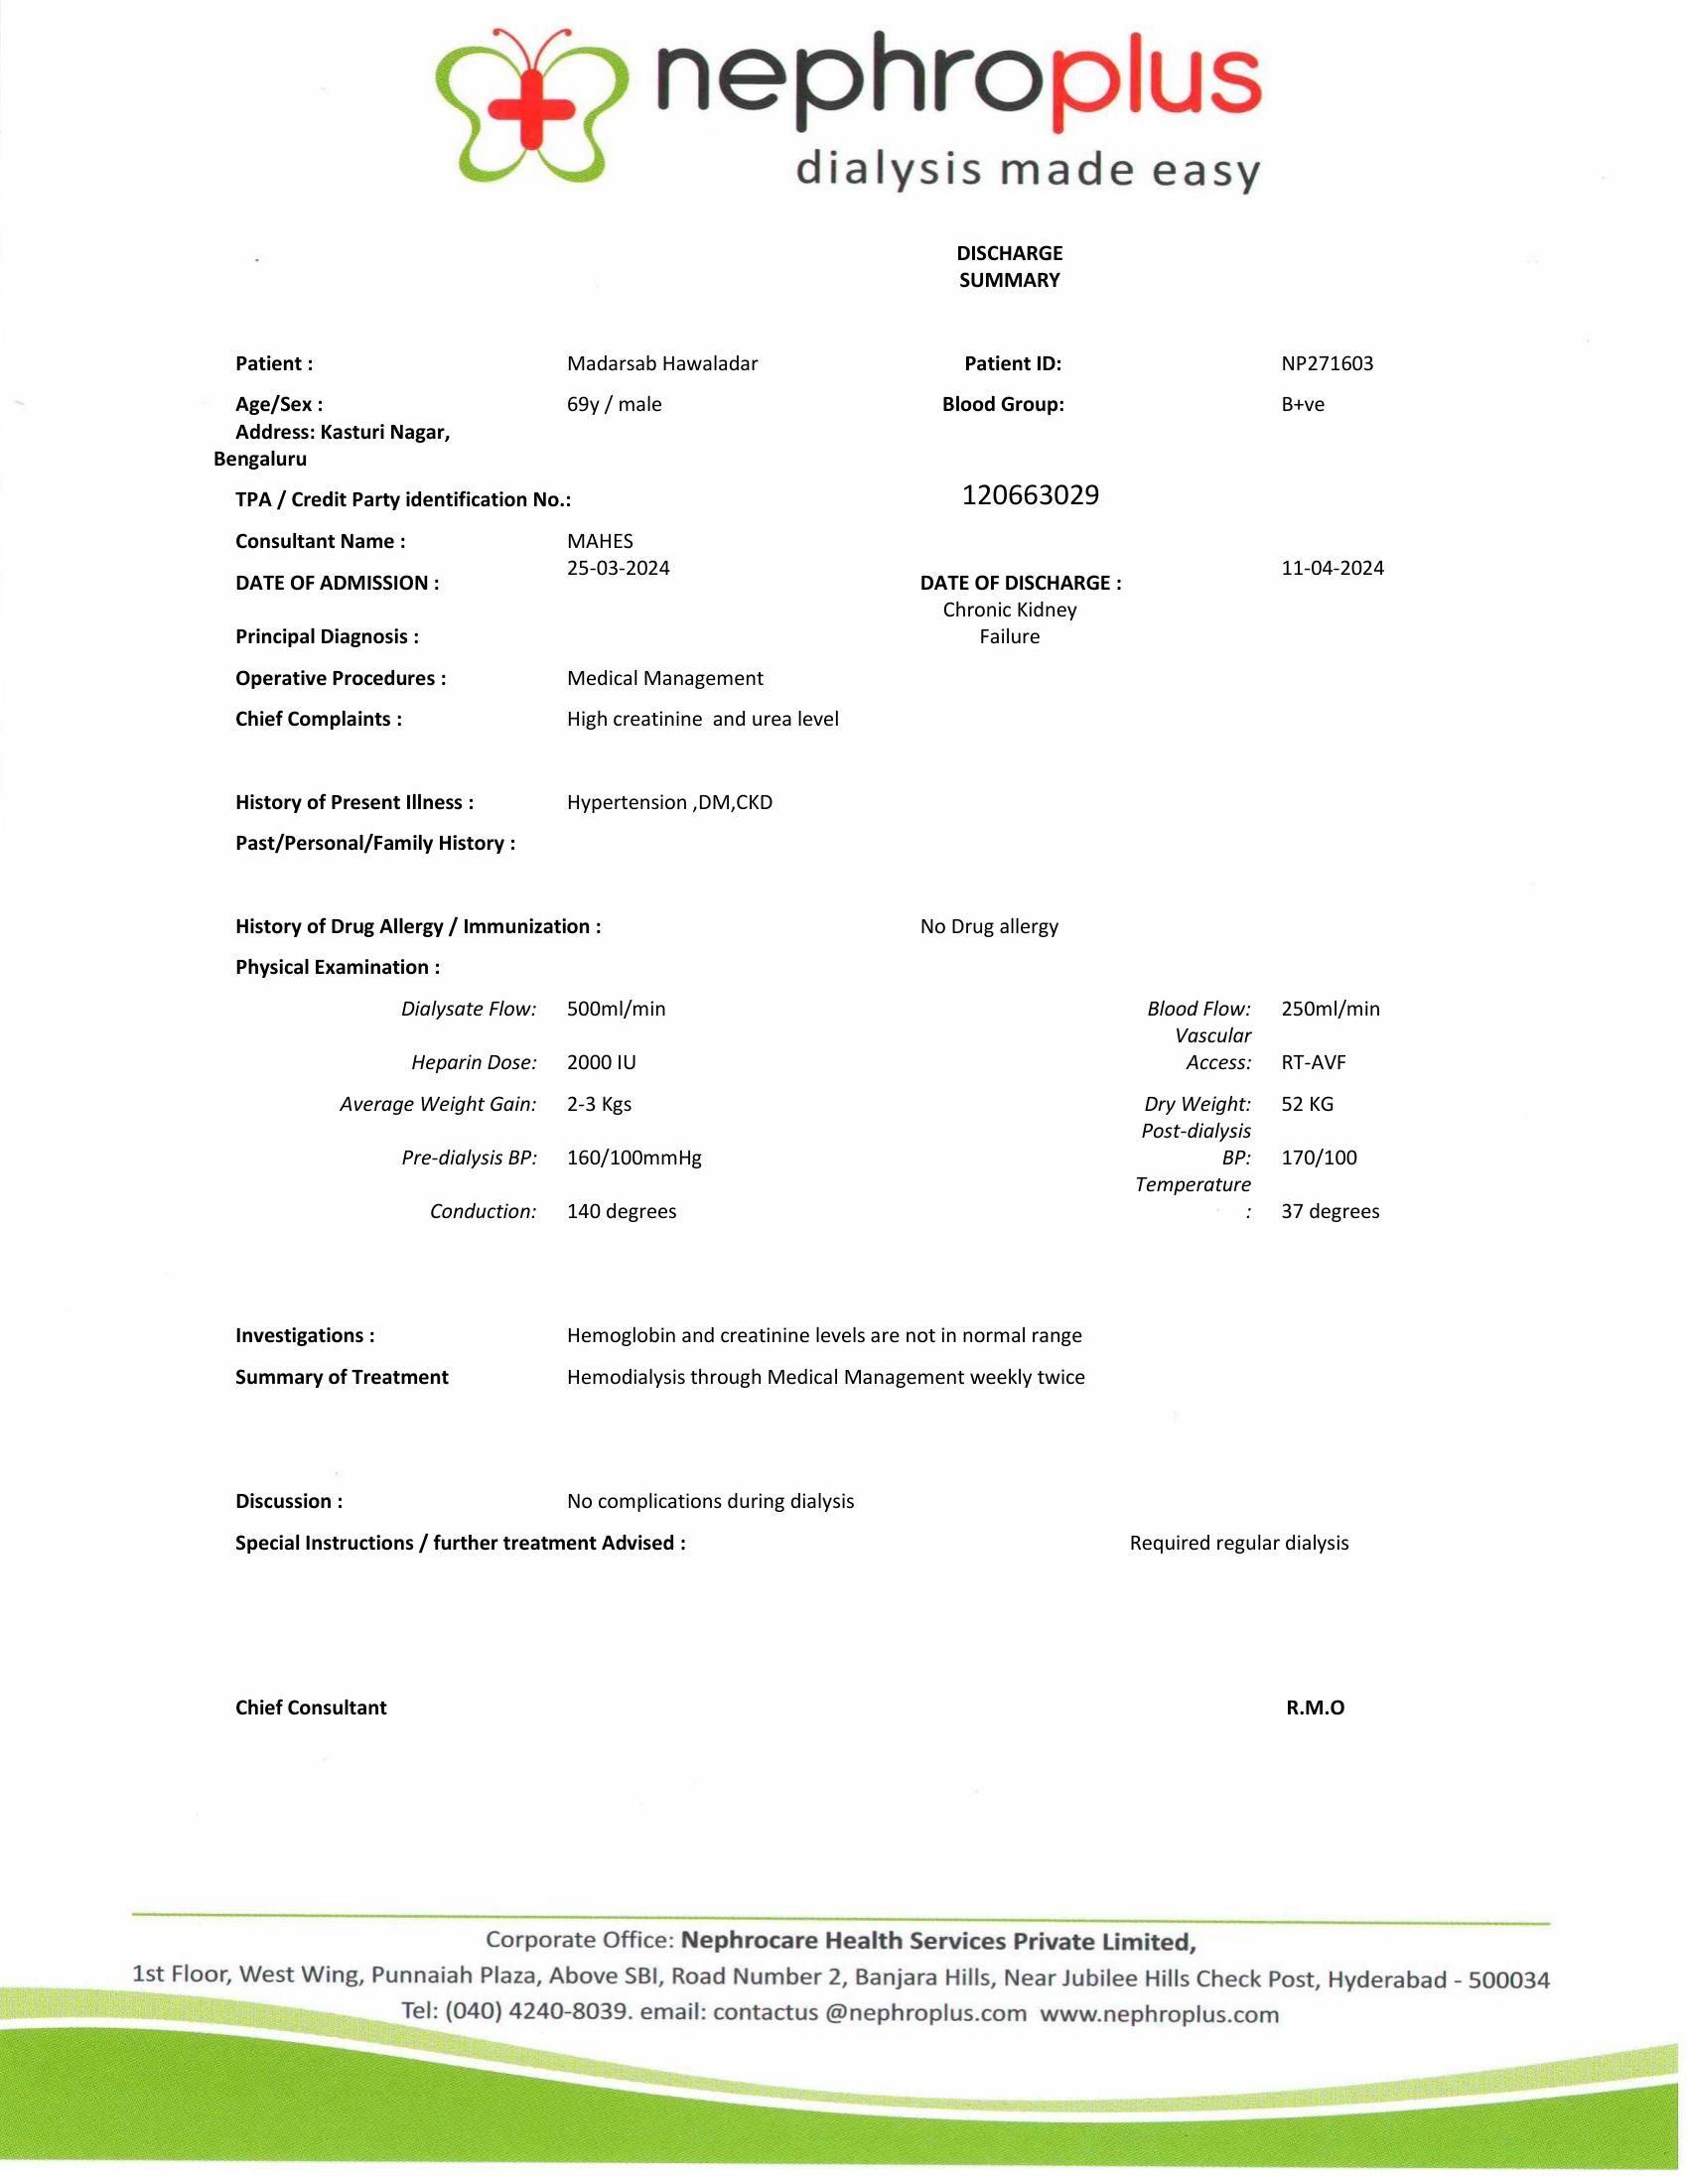 nephroplus
dialysis made easy
DISCHARGE
SUMMARY
Patient : Madarsab Hawaladar Patient ID: NP271603
Age/Sex : 69y / male Blood Group: B+ve
Address: Kasturi Nagar,
Bengaluru
TPA / Credit Party identification No.: 120663029
Consultant Name : MAHES
25-03-2024 11-04-2024
DATE OF ADMISSION : DATE OF DISCHARGE :
Chronic Kidney
Principal Diagnosis : Failure
Operative Procedures : Medical Management
Chief Complaints : High creatinine and urea level
History of Present Illness : Hypertension ,DM,CKD
Past/Personal/Family History :
History of Drug Allergy / Immunization : No Drug allergy
Physical Examination :
Dialysate Flow: 500ml/min Blood Flow: 250ml/min
Vascular
Heparin Dose: 2000 IU Access: RT-AVF
Average Weight Gain: 2-3 Kgs Dry Weight: 52 KG
Post-dialysis
Pre-dialysis BP: 160/100mmHg BP: 170/100
Temperature
Conduction: 140 degrees : 37 degrees
Investigations : Hemoglobin and creatinine levels are not in normal range
Summary of Treatment Hemodialysis through Medical Management weekly twice
Discussion : No complications during dialysis
Special Instructions / further treatment Advised : Required regular dialysis
Chief Consultant R.M.O
Corporate Office: Nephrocare Health Services Private Limited,
1st Floor, West Wing, Punnaiah Plaza, Above SBI, Road Number 2, Banjara Hills, Near Jubilee Hills Check Post, Hyderabad - 500034
Tel: (040) 4240-8039. email: contactus @nephroplus.com www.nephroplus.com